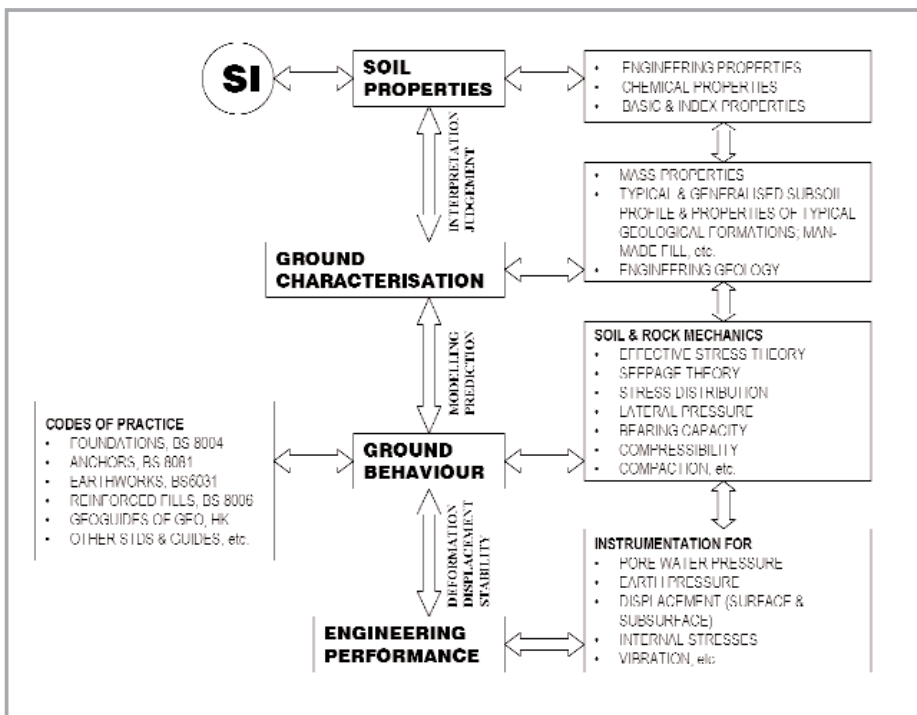 SI
SOIL
PROPERTIES
• ENGINEERING PROPERTIES
• CHEMICAL PROPERTIES
• BASIC & INDEX PROPERTIES
INTERPRETATION
JUDGEMENT
• MASS PROPERTIES
• TYPICAL & GENERALISED SUBSOIL
PROFILE & PROPERTIES OF TYPICAL
GEOLOGICAL FORMATIONS; MAN-
MADE FILL, etc.
• ENGINEERING GEOLOGY
GROUND
CHARACTERISATION
MODELLING
PREDICTION
SOIL & ROCK MECHANICS
• EFFECTIVE STRESS THEORY
• SEEPAGE THEORY
• STRESS DISTRIBUTION
• LATERAL PRESSURE
• BEARING CAPACITY
• COMPRESSIBILITY
• COMPACTION, etc.
CODES OF PRACTICE
• FOUNDATIONS, BS 8004
• ANCHORS, BS 8081
• EARTHWORKS, BS6031
• REINFORCED FILLS, BS 8006
• GEOGUIDES OF GEO, HK
• OTHER STDS & GUIDES, etc.
GROUND
BEHAVIOUR
DEFORMATION
DISPLACEMENT
STABILITY
INSTRUMENTATION FOR
• PORE WATER PRESSURE
• EARTH PRESSURE
• DISPLACEMENT (SURFACE &
SUBSURFACE)
• INTERNAL STRESSES
• VIBRATION, etc
ENGINEERING
PERFORMANCE